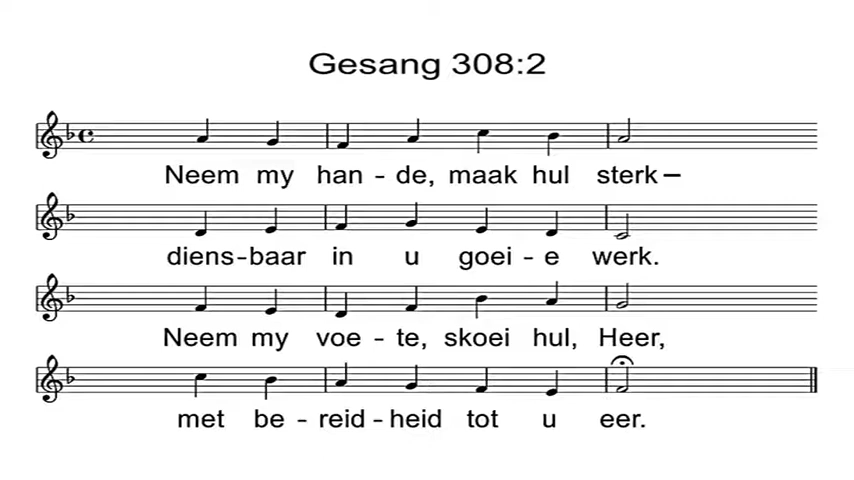 Gesang 308:2
Neem my han - de, maak hul sterk –
diens - baar in u goei - e werk.
Neem my voe - te, skoei hul, Heer,
met be - reid - heid tot u eer.